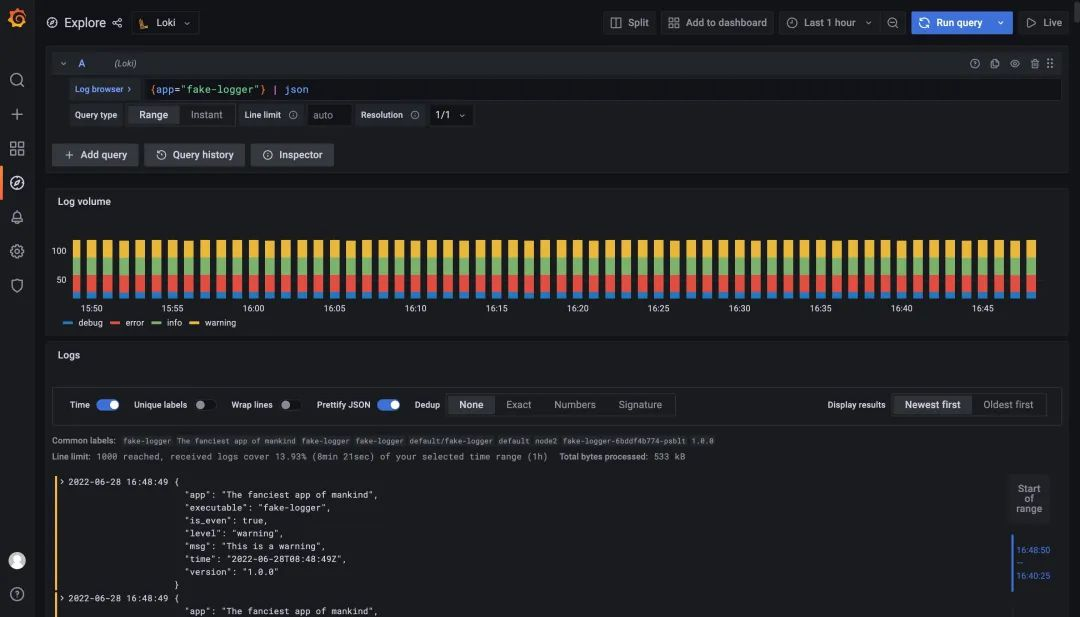 Explore Loki Split Add to dashboard Last 1 hour Run query Live
A (Loki)
Log browser › {app="fake-logger"} | json
Query type Range Instant Line limit auto Resolution 1/1
+ Add query Query history Inspector
Log volume
100
50
15:50 15:55 16:00 16:05 16:10 16:15 16:20 16:25 16:30 16:35 16:40 16:45
debug error info warning
Logs
Time Unique labels Wrap lines Prettify JSON Dedup None Exact Numbers Signature Display results Newest first Oldest first
Common labels: fake-logger The fanciest app of mankind fake-logger fake-logger default/fake-logger default node2 fake-logger-6bddf4b774-psblt 1.0.0
Line limit: 1000 reached, received logs cover 13.93% (8min 21sec) of your selected time range (1h) Total bytes processed: 533 kB
> 2022-06-28 16:48:49 {
"app": "The fanciest app of mankind",
"executable": "fake-logger",
"is_even": true,
"level": "warning",
"msg": "This is a warning",
"time": "2022-06-28T08:48:49Z",
"version": "1.0.0"
}
> 2022-06-28 16:48:49 {
"app": "The fanciest app of mankind",
Start
of
range
16:48:50
—
16:40:25